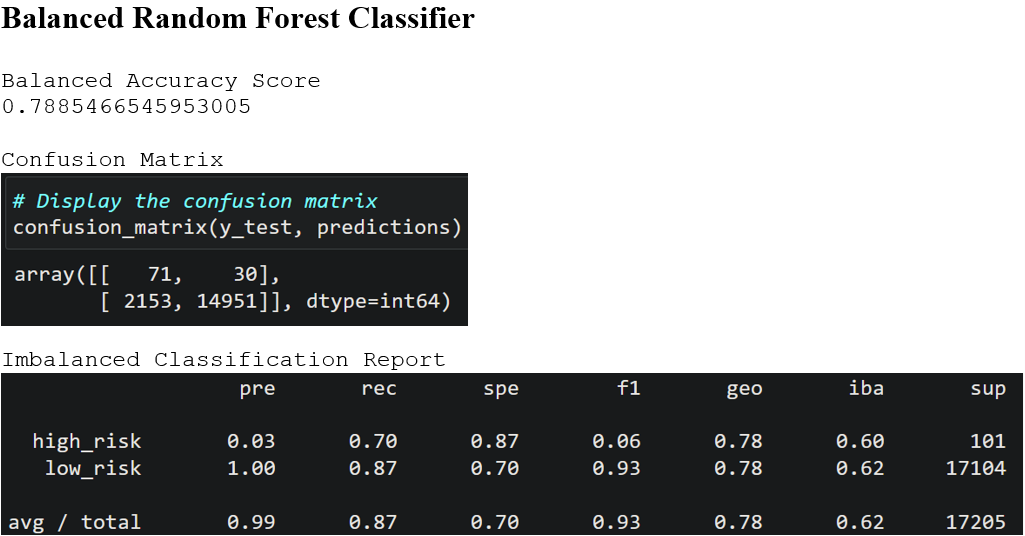 Balanced Random Forest Classifier
Balanced Accuracy Score
0.7885466545953005
Confusion Matrix
# Display the confusion matrix
confusion_matrix(y_test, predictions)
array([[   71,    30],
       [ 2153, 14951]], dtype=int64)
Imbalanced Classification Report
pre rec spe f1 geo iba sup
high_risk 0.03 0.70 0.87 0.06 0.78 0.60 101
low_risk 1.00 0.87 0.70 0.93 0.78 0.62 17104
avg / total 0.99 0.87 0.70 0.93 0.78 0.62 17205